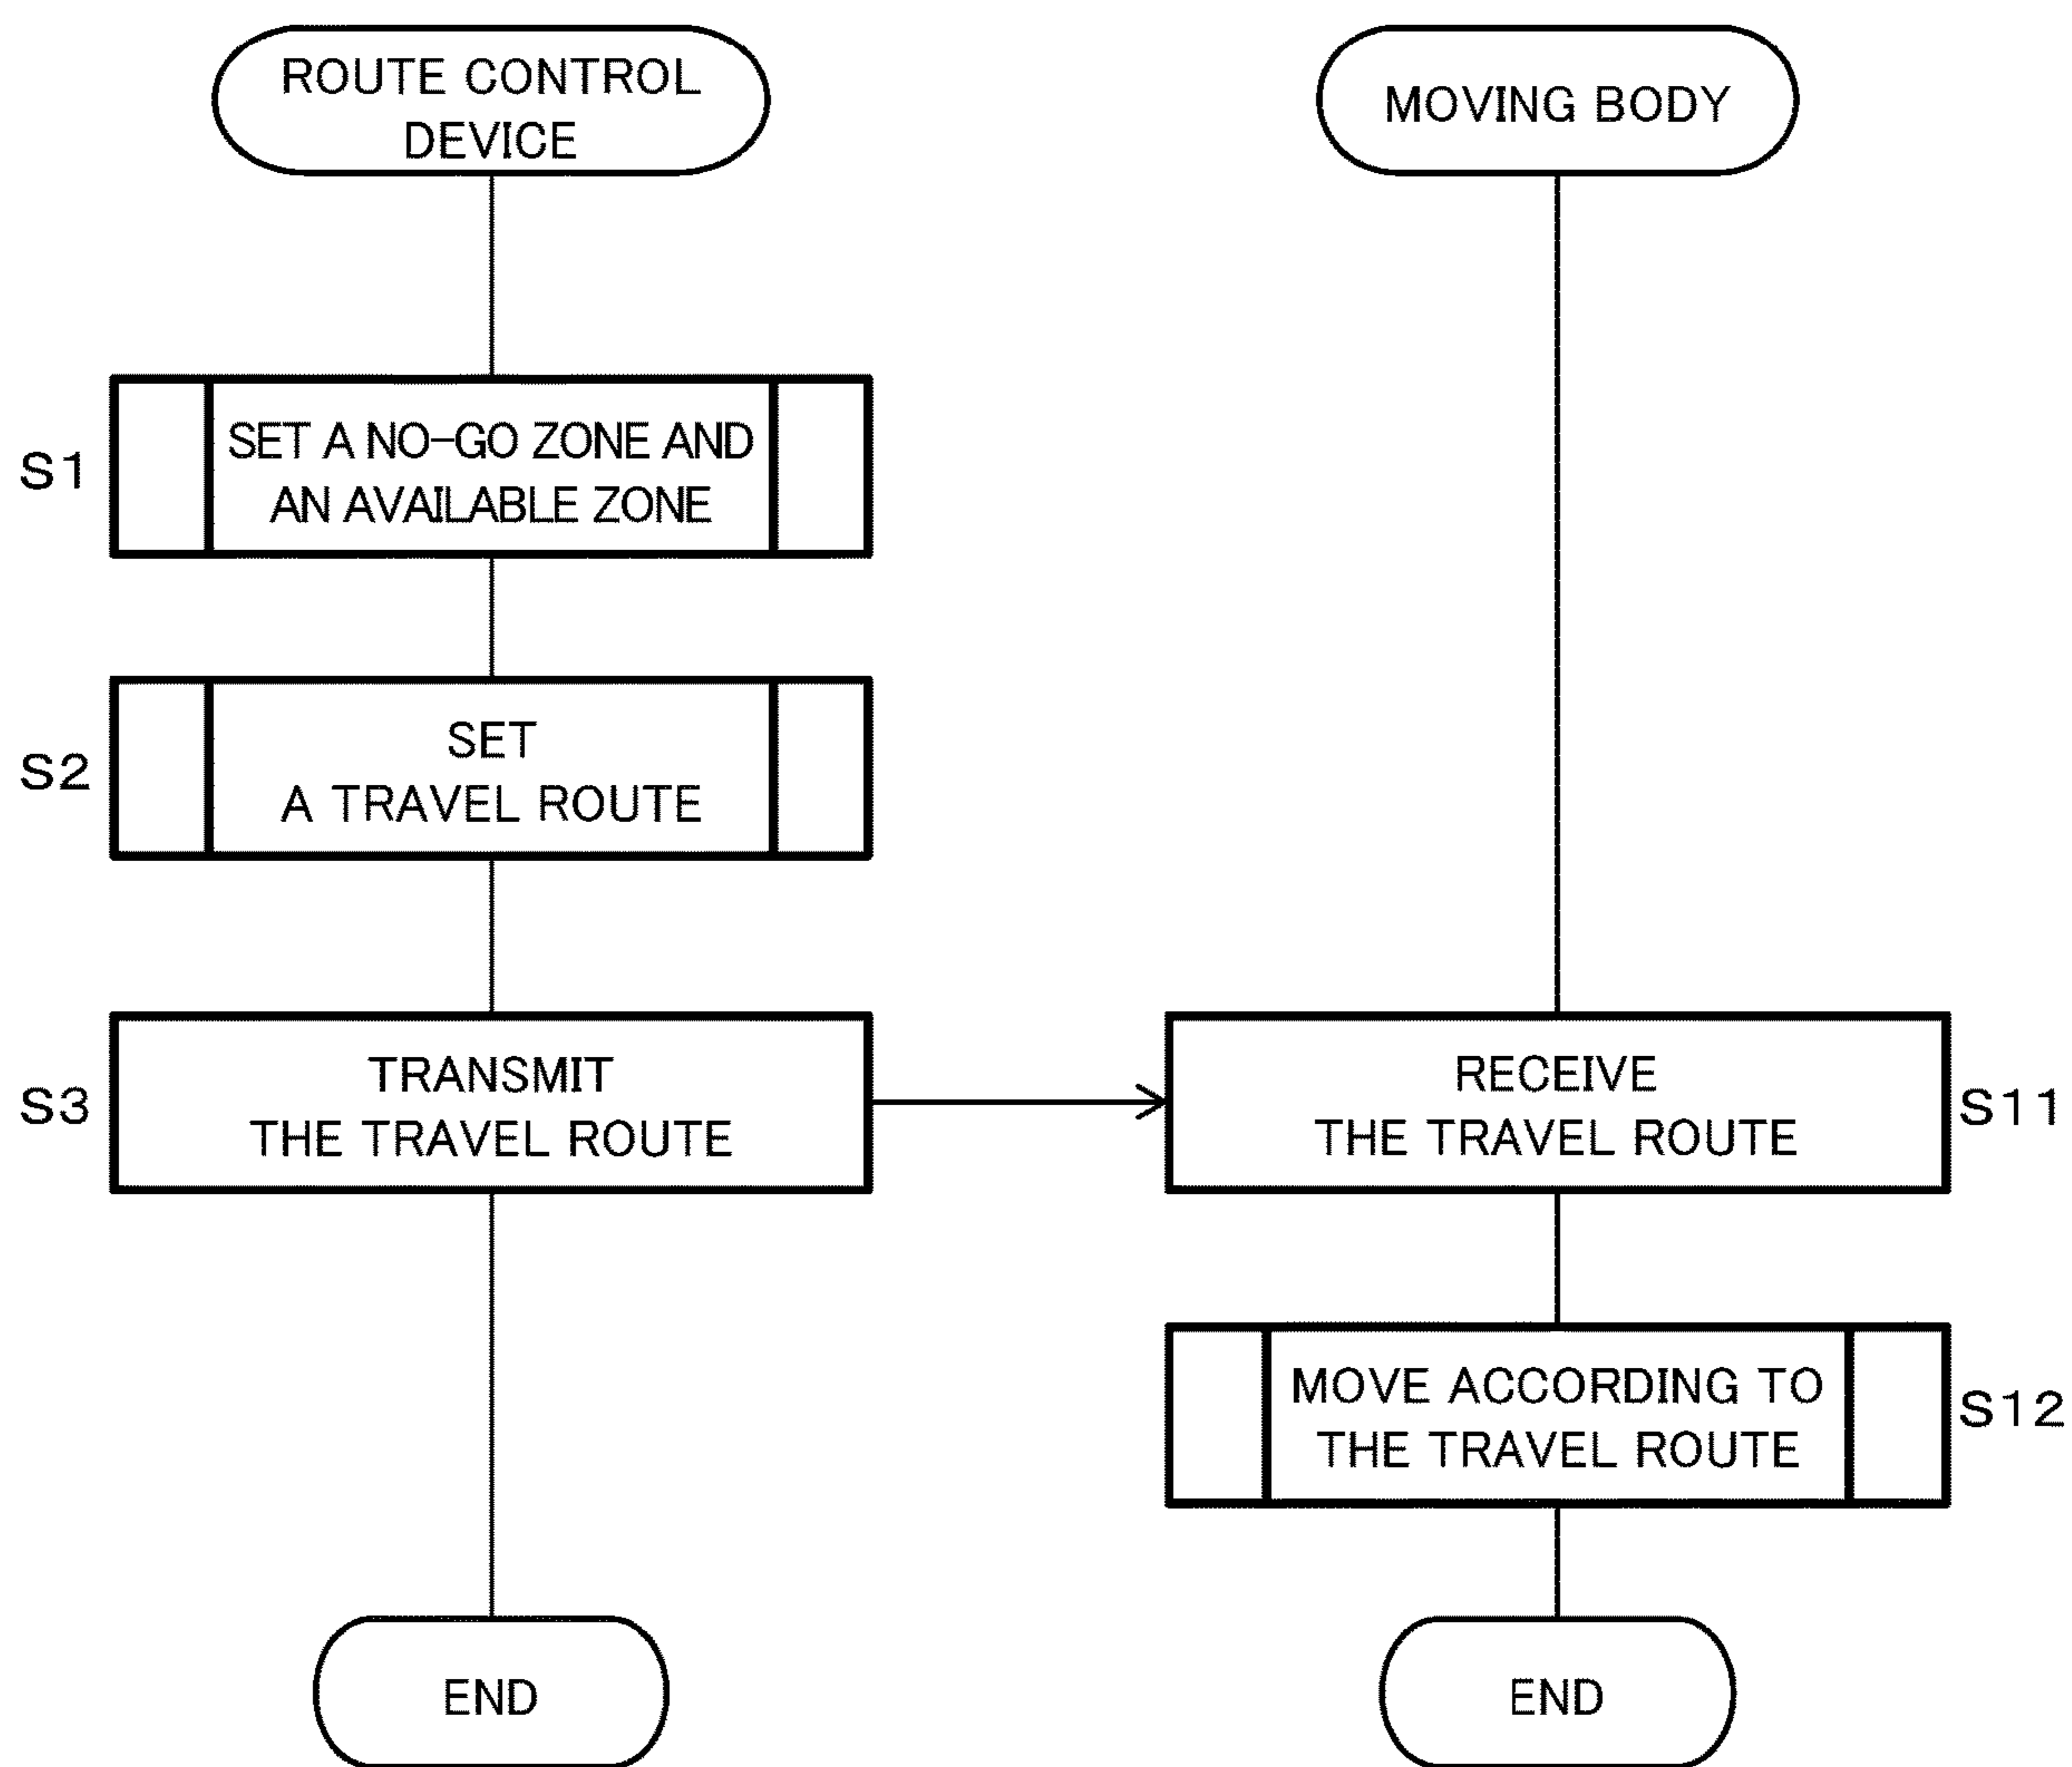 ROUTE CONTROL
DEVICE
S1
SET A NO-GO ZONE AND
AN AVAILABLE ZONE
S2
SET
A TRAVEL ROUTE
S3
TRANSMIT
THE TRAVEL ROUTE
END
MOVING BODY
RECEIVE
THE TRAVEL ROUTE
S11
MOVE ACCORDING TO
THE TRAVEL ROUTE
S12
END